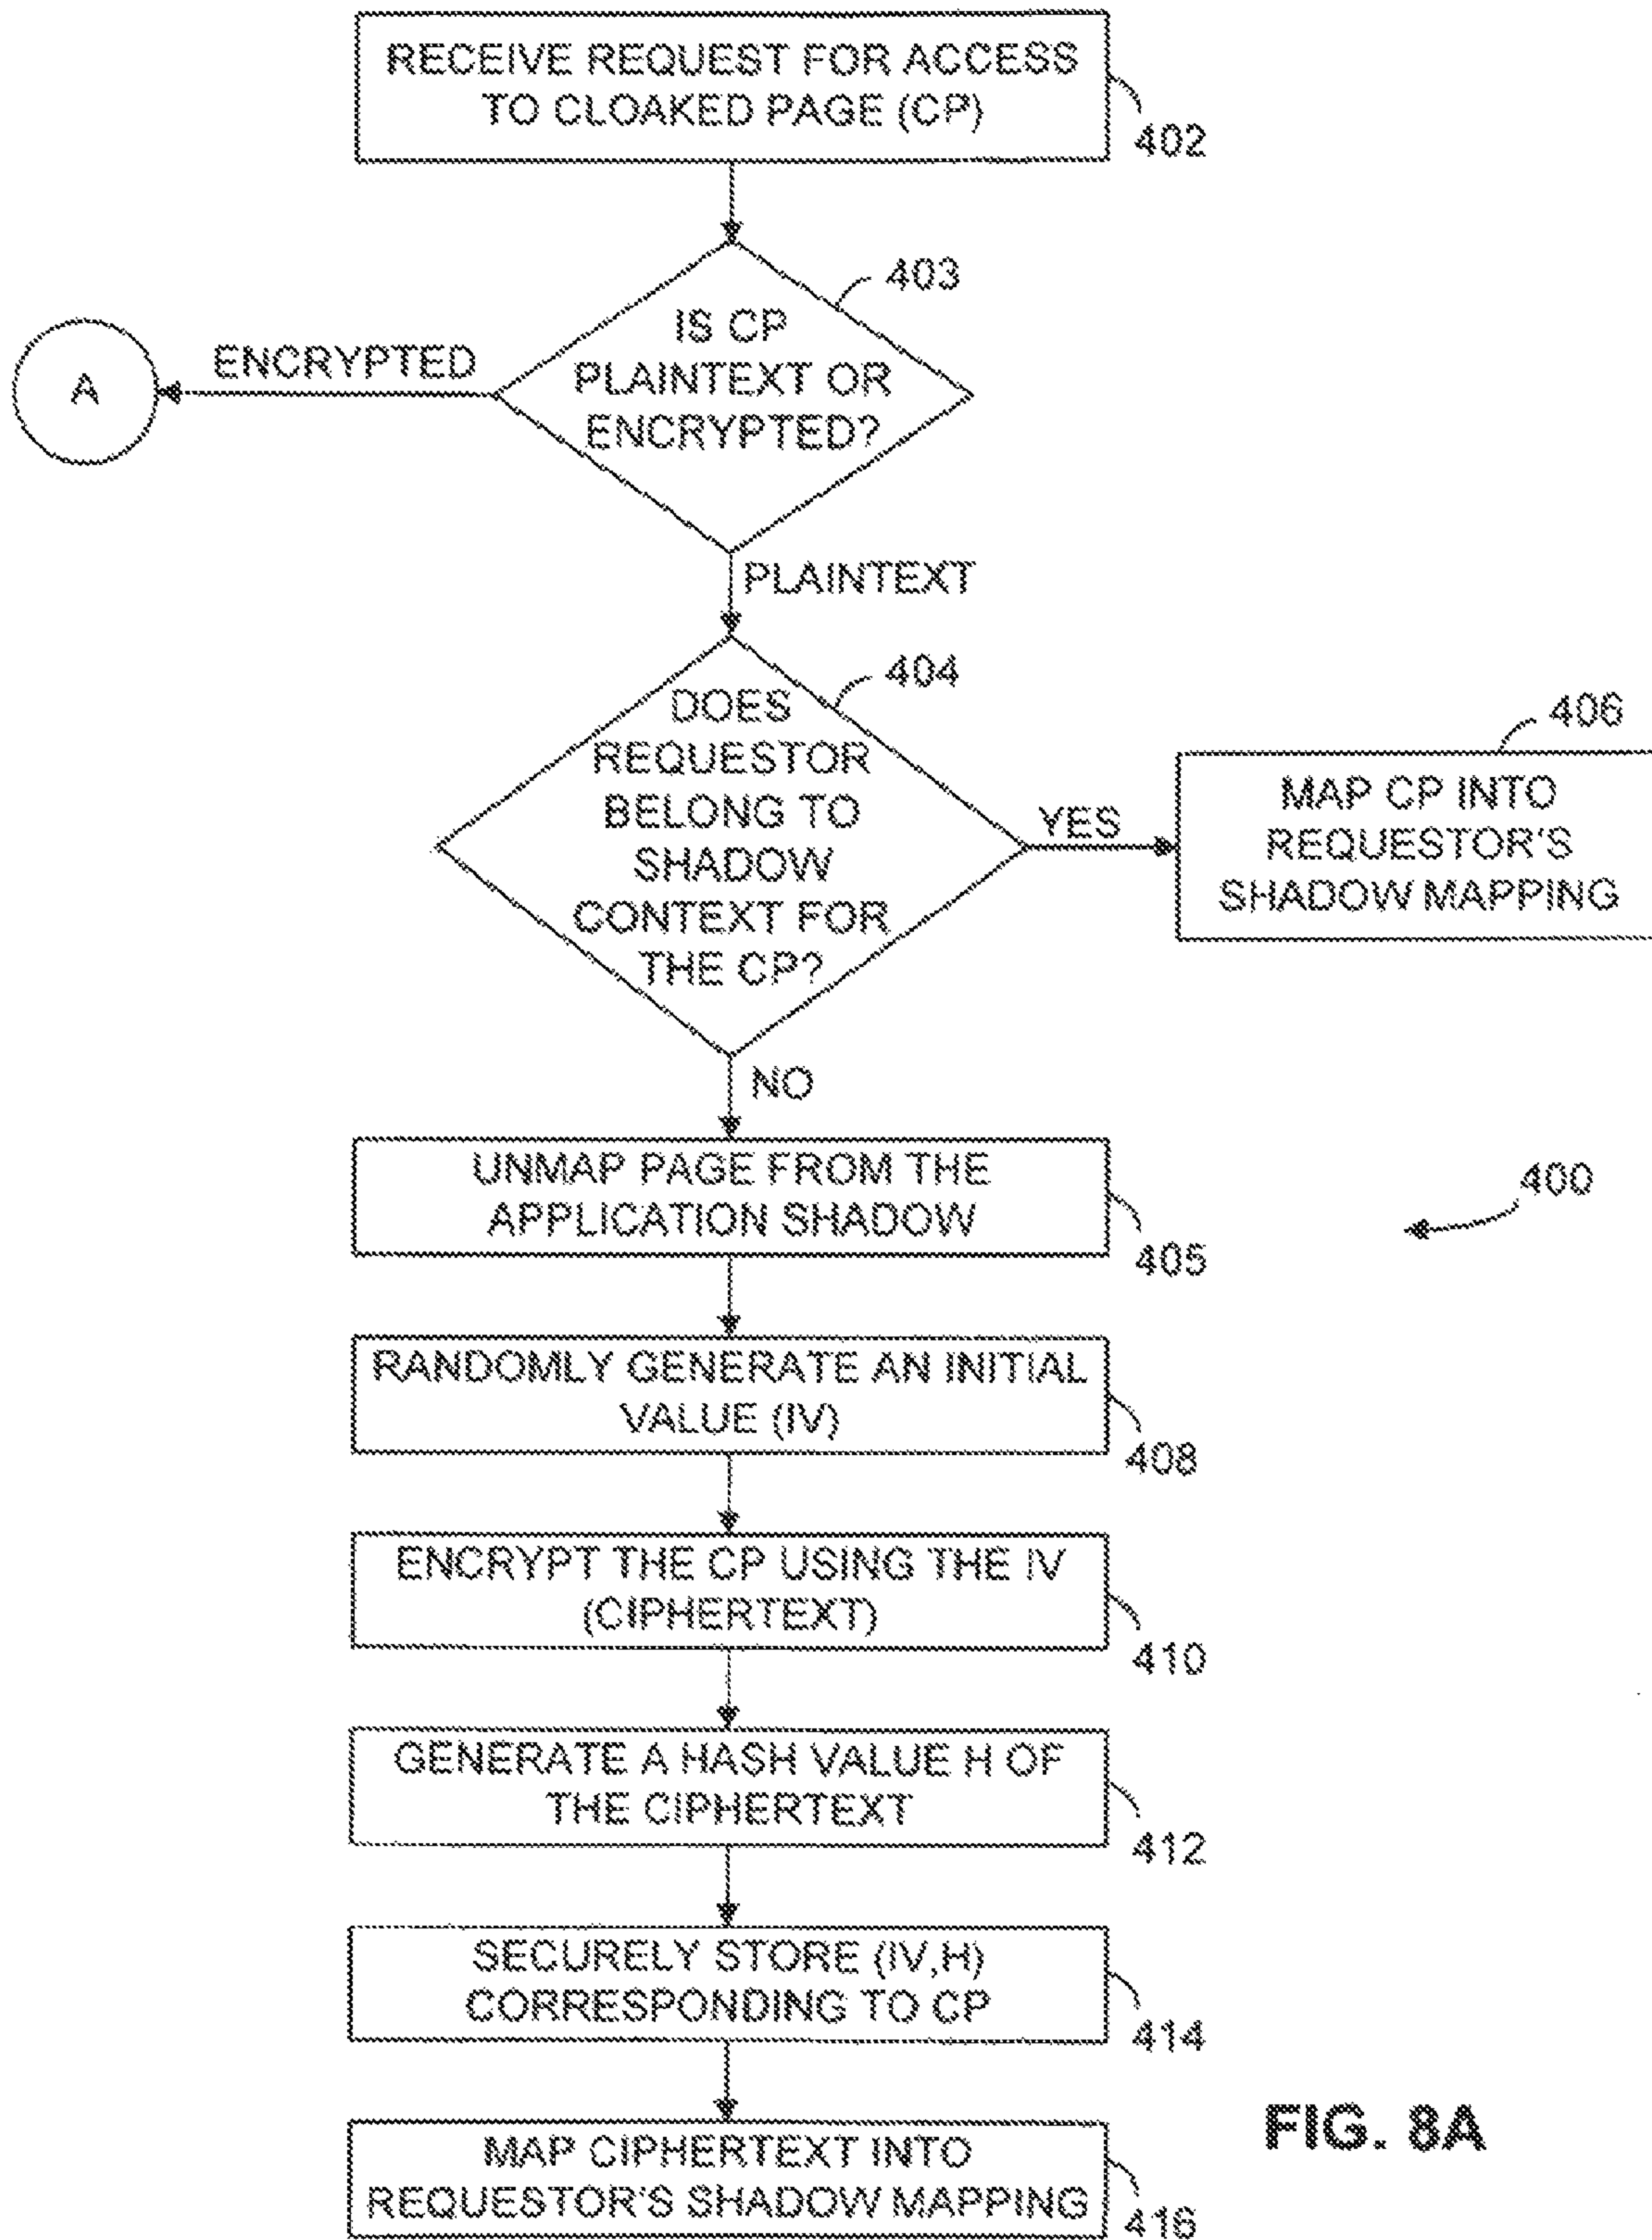 RECEIVE REQUEST FOR ACCESS
TO CLOAKED PAGE (CP)
402
403
IS CP
PLAINTEXT OR
ENCRYPTED?
ENCRYPTED
A
PLAINTEXT
404
DOES
REQUESTOR
BELONG TO
SHADOW
CONTEXT FOR
THE CP?
YES
406
MAP CP INTO
REQUESTOR'S
SHADOW MAPPING
NO
UNMAP PAGE FROM THE
APPLICATION SHADOW
405
400
RANDOMLY GENERATE AN INITIAL
VALUE (IV)
408
ENCRYPT THE CP USING THE IV
(CIPHERTEXT)
410
GENERATE A HASH VALUE H OF
THE CIPHERTEXT
412
SECURELY STORE (IV,H)
CORRESPONDING TO CP
414
MAP CIPHERTEXT INTO
REQUESTOR'S SHADOW MAPPING
416
FIG. 8A